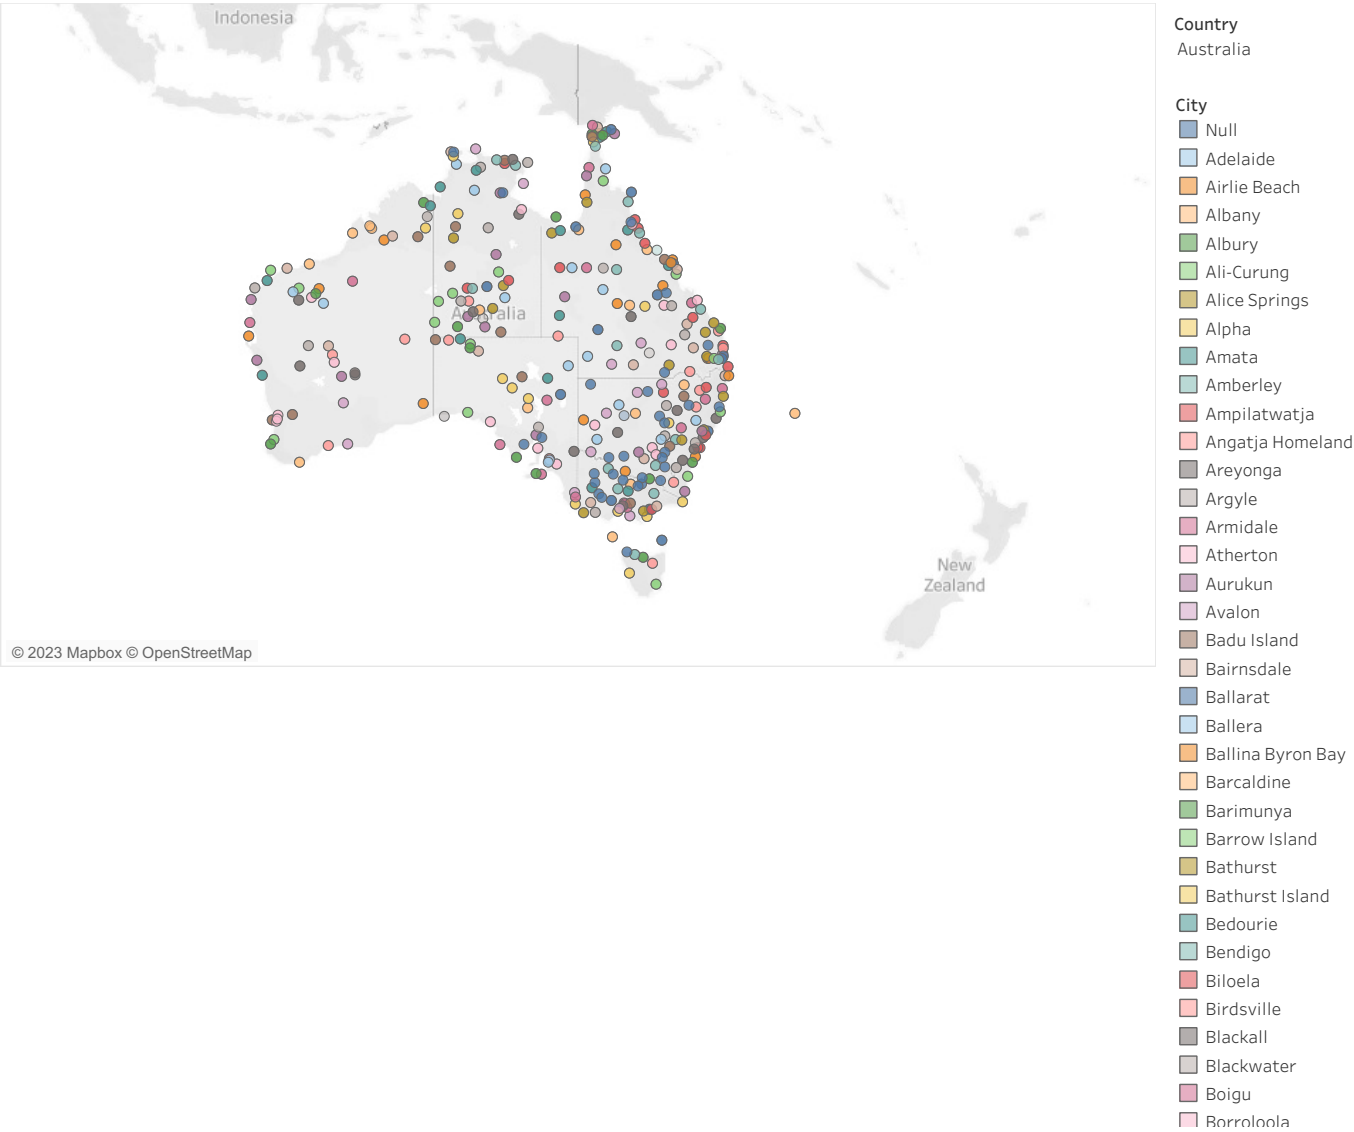 Indonesia
Australia
New
Zealand
© 2023 Mapbox © OpenStreetMap
Country
Australia
City
Null
Adelaide
Airlie Beach
Albany
Albury
Ali-Curung
Alice Springs
Alpha
Amata
Amberley
Ampilatwatja
Angatja Homeland
Areyonga
Argyle
Armidale
Atherton
Aurukun
Avalon
Badu Island
Bairnsdale
Ballarat
Ballera
Ballina Byron Bay
Barcaldine
Barimunya
Barrow Island
Bathurst
Bathurst Island
Bedourie
Bendigo
Biloela
Birdsville
Blackall
Blackwater
Boigu
Borroloola